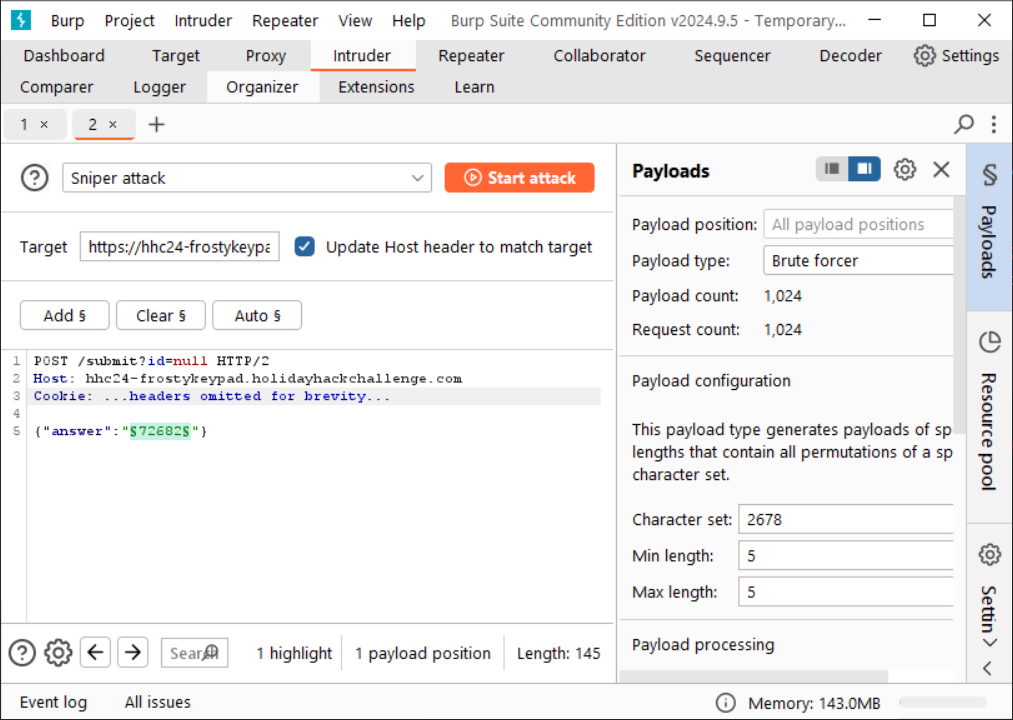 Burp Project Intruder Repeater View Help Burp Suite Community Edition v2024.9.5 - Temporary...
Dashboard Target Proxy Intruder Repeater Collaborator Sequencer Decoder Settings
Comparer Logger Organizer Extensions Learn
1 × 2 × +
? Sniper attack Start attack
Target https://hhc24-frostykeypa Update Host header to match target
Add § Clear § Auto §
1 POST /submit?id=null HTTP/2
2 Host: hhc24-frostykeypad.holidayhackchallenge.com
3 Cookie: ...headers omitted for brevity...
4
5 {"answer":"§72682§"}
? Search 1 highlight 1 payload position Length: 145
Payloads
Payload position: All payload positions
Payload type: Brute forcer
Payload count: 1,024
Request count: 1,024
Payload configuration
This payload type generates payloads of sp
lengths that contain all permutations of a sp
character set.
Character set: 2678
Min length: 5
Max length: 5
Payload processing
§ Payloads
Resource pool
Settin
Event log All issues Memory: 143.0MB